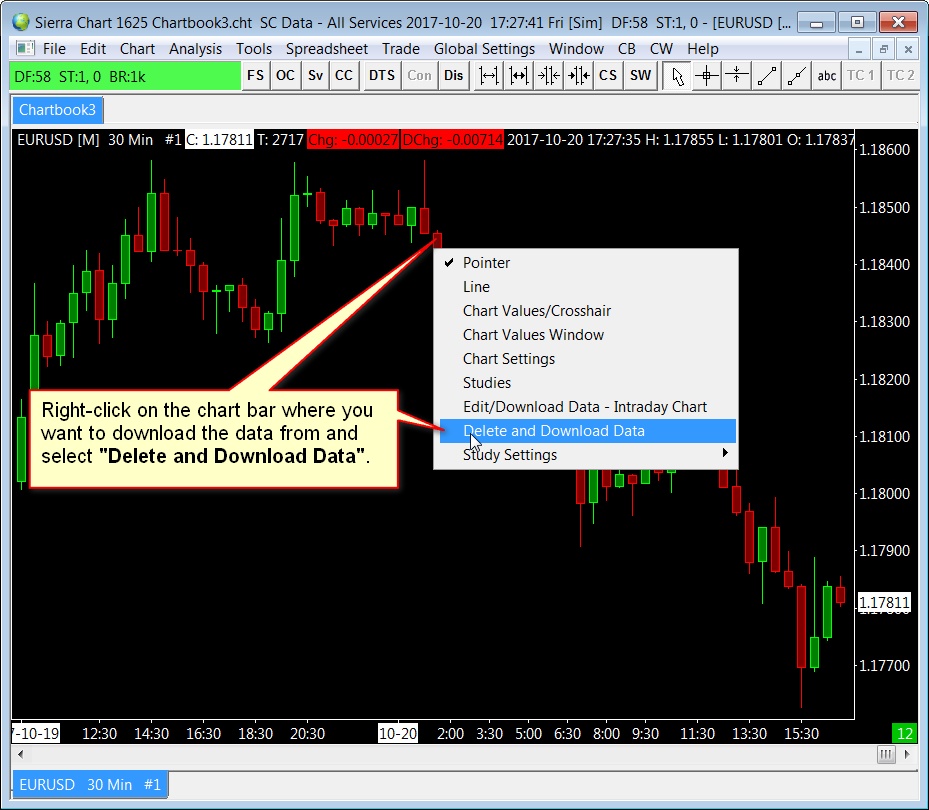 Sierra Chart 1625 Chartbook3.cht  SC Data - All Services 2017-10-20  17:27:41 Fri [Sim]  DF:58  ST:1, 0 - [EURUSD [...
File Edit Chart Analysis Tools Spreadsheet Trade Global Settings Window CB CW Help
DF:58  ST:1, 0  BR:1k FS OC Sv CC DTS Con Dis CS SW abc TC 1 TC 2
Chartbook3
EURUSD [M]  30 Min  #1 C: 1.17811 T: 2717 Chg: -0.00027 DChg: -0.00714 2017-10-20 17:27:35 H: 1.17855 L: 1.17801 O: 1.17837
1.18600
1.18500
1.18400
1.18300
1.18200
1.18100
1.18000
1.17900
1.17811
1.17700
Pointer
Line
Chart Values/Crosshair
Chart Values Window
Chart Settings
Studies
Edit/Download Data - Intraday Chart
Delete and Download Data
Study Settings
Right-click on the chart bar where you
want to download the data from and
select "Delete and Download Data".
7-10-19 12:30 14:30 16:30 18:30 20:30 10-20 2:00 3:30 5:00 6:30 8:00 9:30 11:30 13:30 15:30 12
EURUSD  30 Min  #1